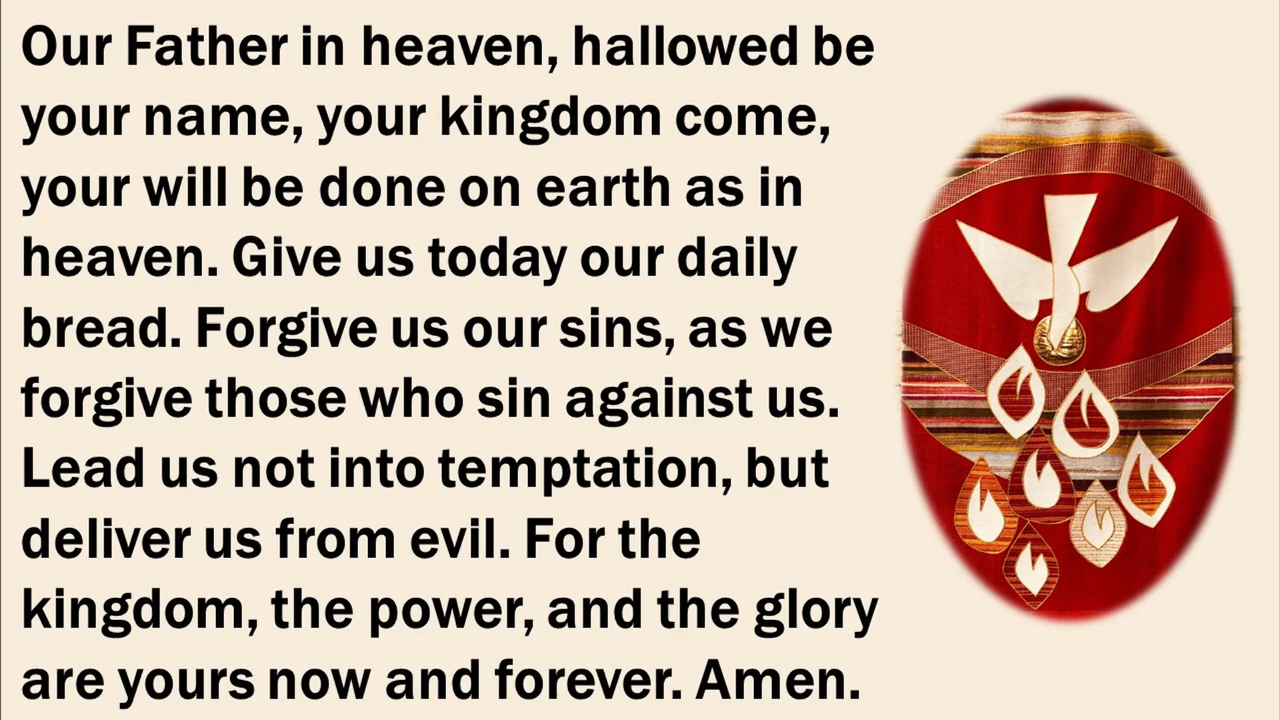 Our Father in heaven, hallowed be
your name, your kingdom come,
your will be done on earth as in
heaven. Give us today our daily
bread. Forgive us our sins, as we
forgive those who sin against us.
Lead us not into temptation, but
deliver us from evil. For the
kingdom, the power, and the glory
are yours now and forever. Amen.